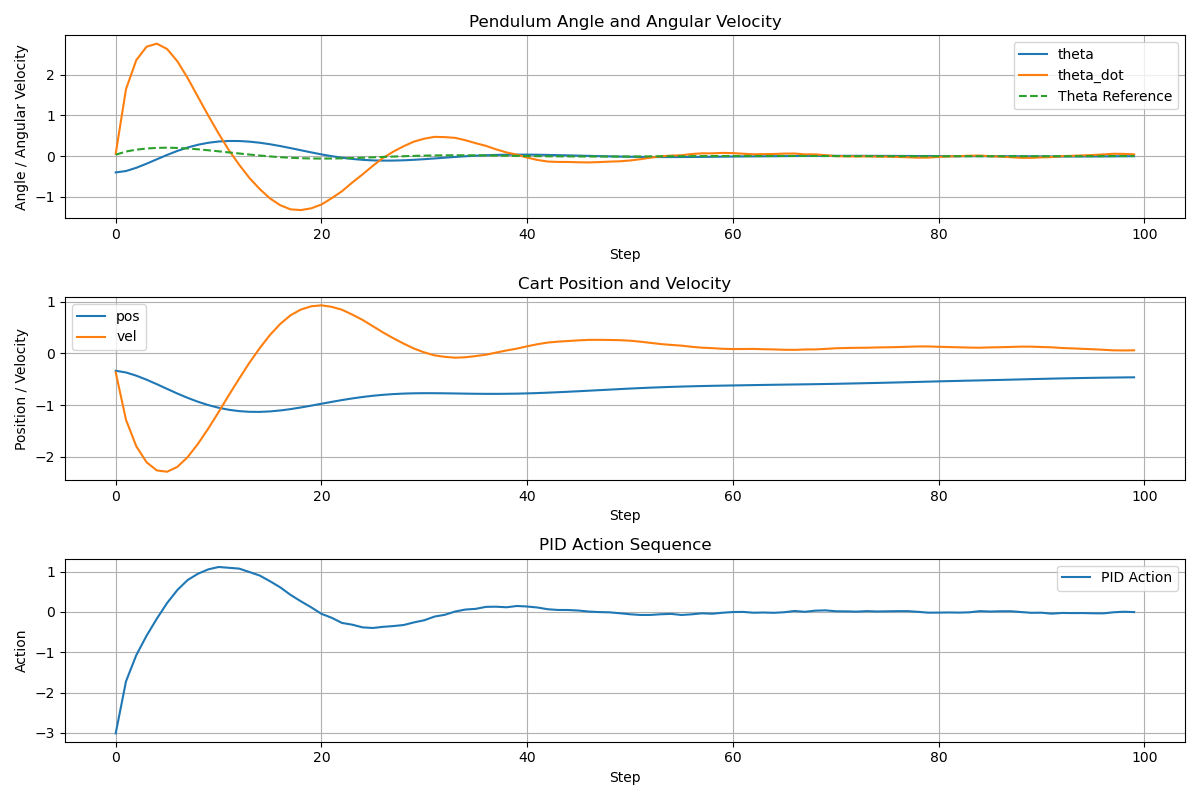 Pendulum Angle and Angular Velocity
Angle / Angular Velocity
2
1
0
−1
theta
theta_dot
Theta Reference
0 20 40 60 80 100
Step
Cart Position and Velocity
Position / Velocity
1
0
−1
−2
pos
vel
0 20 40 60 80 100
Step
PID Action Sequence
Action
1
0
−1
−2
−3
PID Action
0 20 40 60 80 100
Step